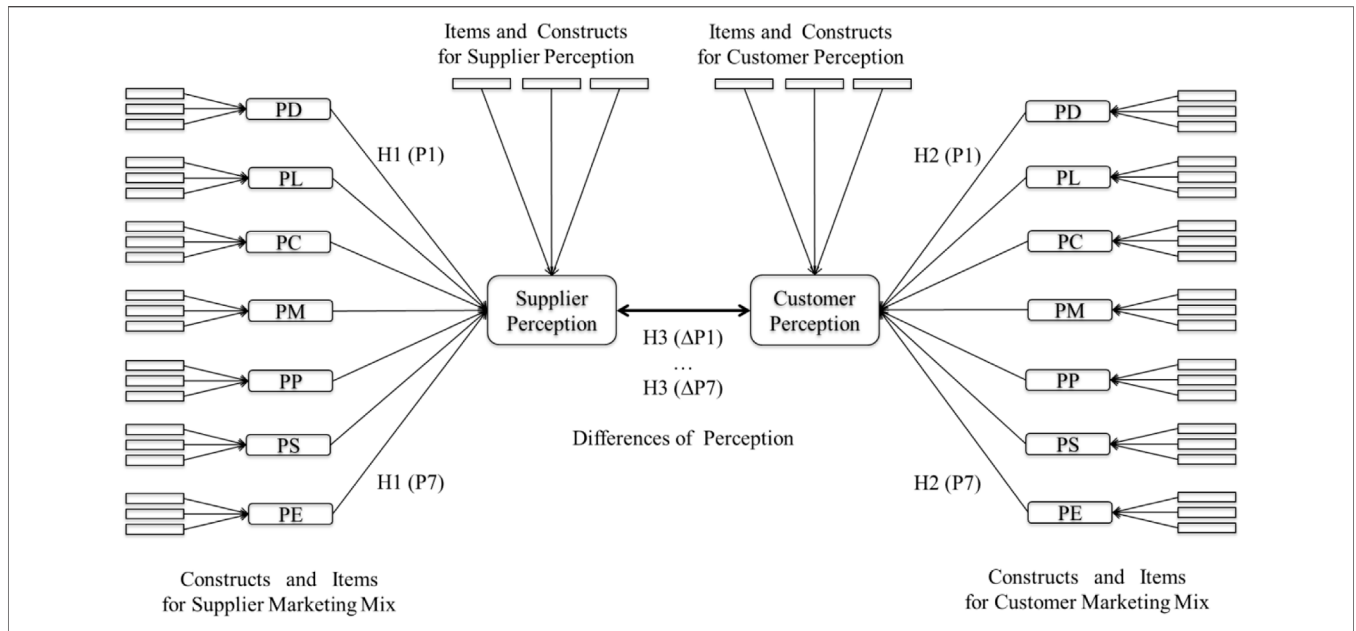 Items and Constructs
for Supplier Perception
Items and Constructs
for Customer Perception
PD
PL
PC
PM
PP
PS
PE
H1 (P1)
H1 (P7)
Supplier
Perception
Customer
Perception
H3 (ΔP1)
...
H3 (ΔP7)
Differences of Perception
H2 (P1)
H2 (P7)
PD
PL
PC
PM
PP
PS
PE
Constructs and Items
for Supplier Marketing Mix
Constructs and Items
for Customer Marketing Mix